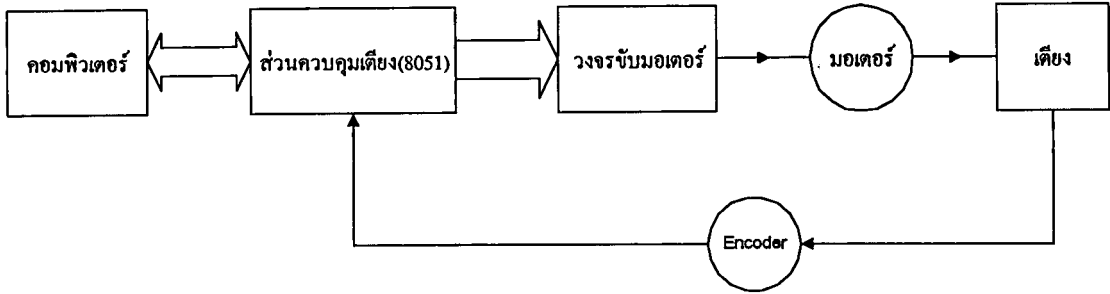 คอมพิวเตอร์
ส่วนควบคุมเตียง(8051)
วงจรขับมอเตอร์
มอเตอร์
เตียง
Encoder